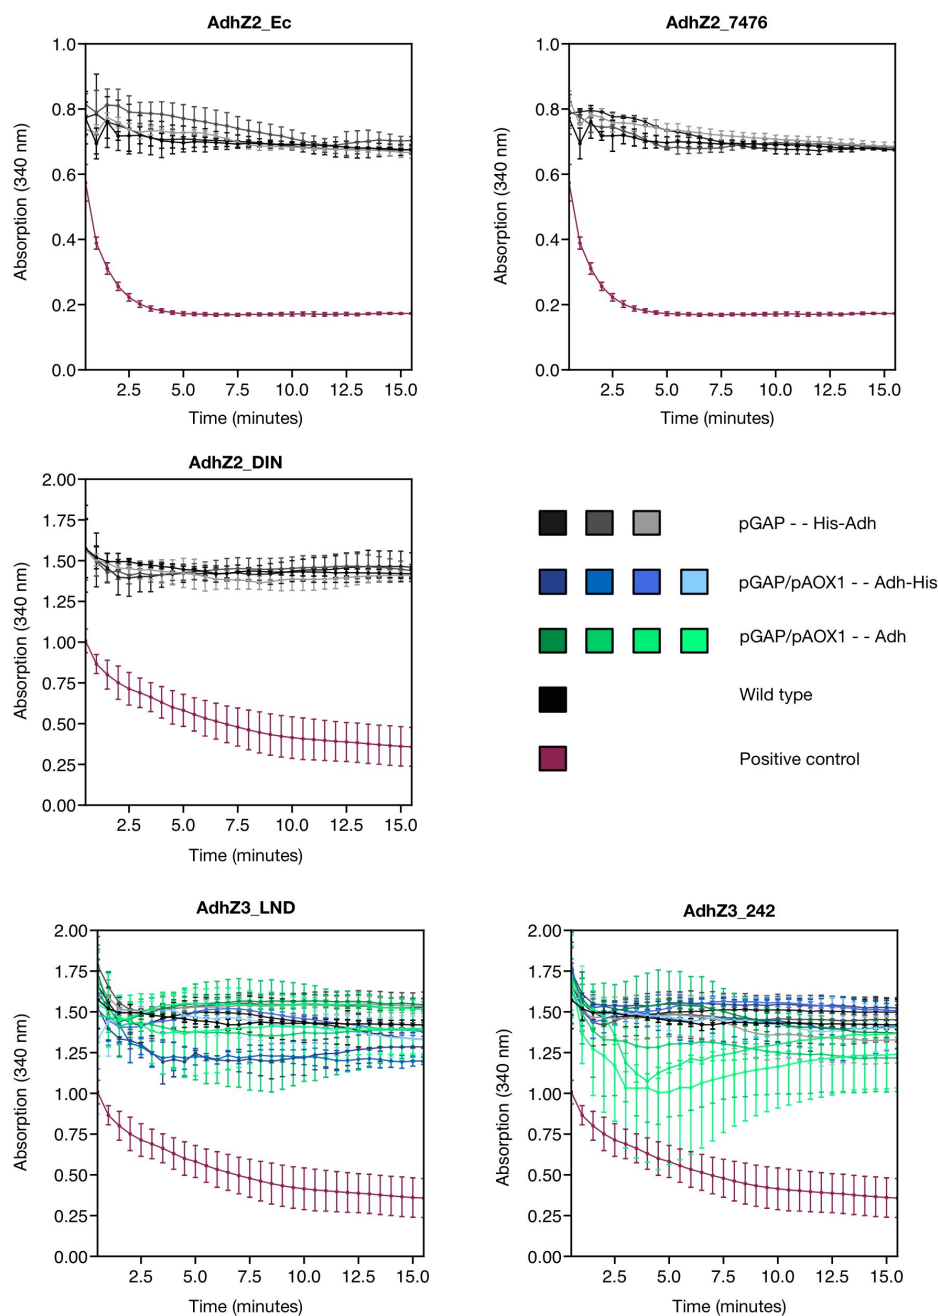 AdhZ2_Ec
1.0
0.8
0.6
0.4
0.2
0.0
Absorption (340 nm)
2.5 5.0 7.5 10.0 12.5 15.0
Time (minutes)
AdhZ2_7476
1.0
0.8
0.6
0.4
0.2
0.0
Absorption (340 nm)
2.5 5.0 7.5 10.0 12.5 15.0
Time (minutes)
AdhZ2_DIN
2.00
1.75
1.50
1.25
1.00
0.75
0.50
0.25
0.00
Absorption (340 nm)
2.5 5.0 7.5 10.0 12.5 15.0
Time (minutes)
pGAP - - His-Adh
pGAP/pAOX1 - - Adh-His
pGAP/pAOX1 - - Adh
Wild type
Positive control
AdhZ3_LND
2.00
1.75
1.50
1.25
1.00
0.75
0.50
0.25
0.00
Absorption (340 nm)
2.5 5.0 7.5 10.0 12.5 15.0
Time (minutes)
AdhZ3_242
2.00
1.75
1.50
1.25
1.00
0.75
0.50
0.25
0.00
Absorption (340 nm)
2.5 5.0 7.5 10.0 12.5 15.0
Time (minutes)